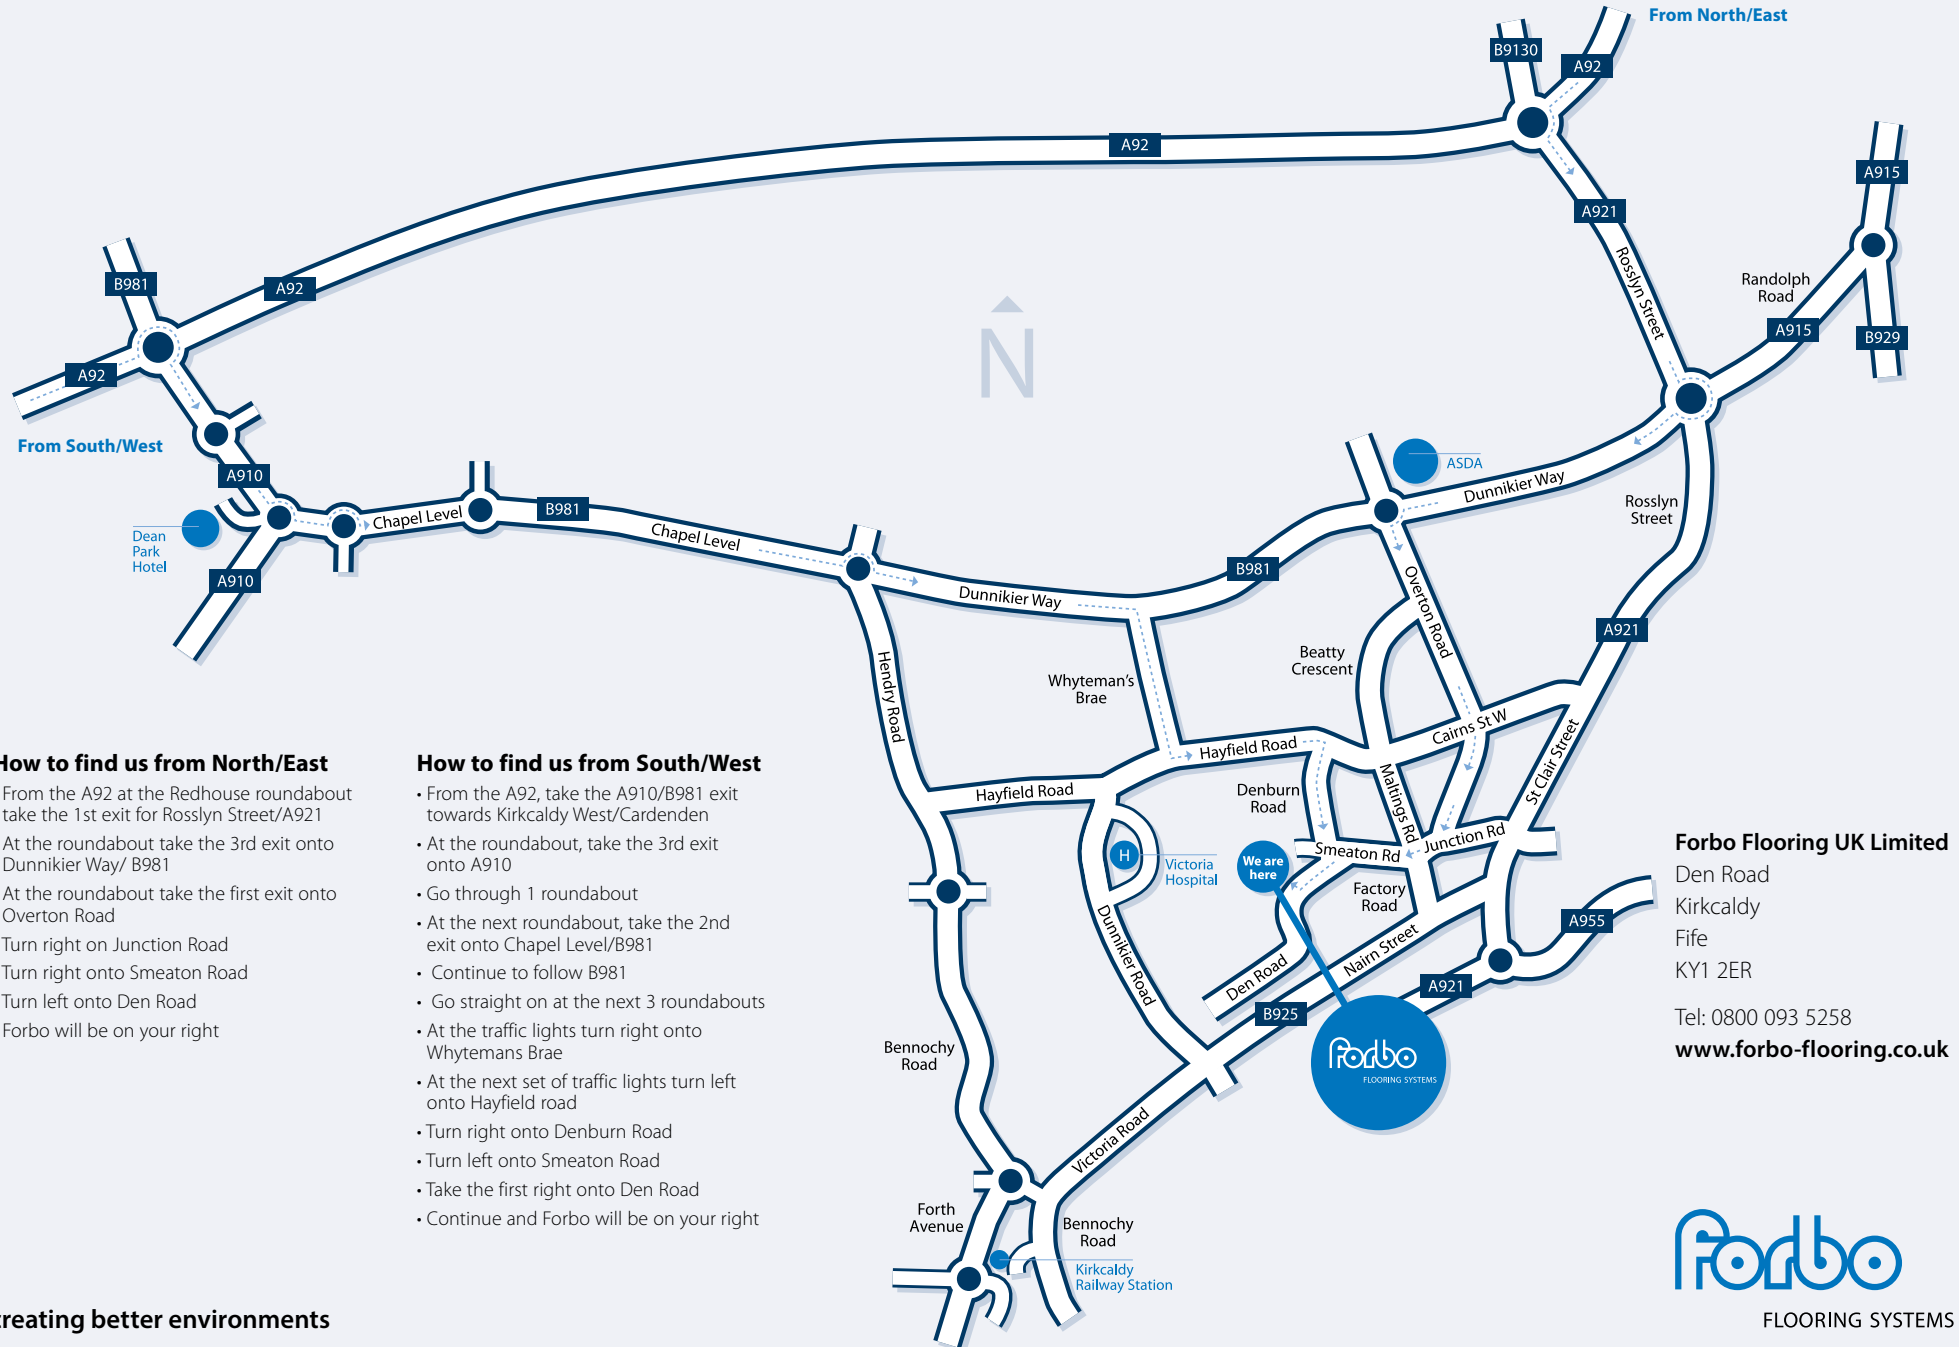 From North/East
B9130
A92
A92
A915
A921
Rosslyn Street
Randolph
Road
A915
B929
B981
A92
A92
N
From South/West
A910
Dean
Park
Hotel
A910
Chapel Level
B981
Chapel Level
ASDA
Dunnikier Way
Rosslyn
Street
B981
Dunnikier Way
Overton Road
A921
Beatty
Crescent
Whyteman's
Brae
Hendry Road
Hayfield Road
Cairns St W
St Clair Street
Hayfield Road
Denburn
Road
Maltings Rd
Junction Rd
Smeaton Rd
H
Victoria
Hospital
We are
here
Factory
Road
Dunnikier Road
Den Road
Nairn Street
A955
A921
B925
Bennochy
Road
forbo
FLOORING SYSTEMS
Victoria Road
Forth
Avenue
Bennochy
Road
Kirkcaldy
Railway Station
How to find us from North/East
From the A92 at the Redhouse roundabout
take the 1st exit for Rosslyn Street/A921
At the roundabout take the 3rd exit onto
Dunnikier Way/ B981
At the roundabout take the first exit onto
Overton Road
Turn right on Junction Road
Turn right onto Smeaton Road
Turn left onto Den Road
Forbo will be on your right
How to find us from South/West
• From the A92, take the A910/B981 exit
towards Kirkcaldy West/Cardenden
• At the roundabout, take the 3rd exit
onto A910
• Go through 1 roundabout
• At the next roundabout, take the 2nd
exit onto Chapel Level/B981
• Continue to follow B981
• Go straight on at the next 3 roundabouts
• At the traffic lights turn right onto
Whytemans Brae
• At the next set of traffic lights turn left
onto Hayfield road
• Turn right onto Denburn Road
• Turn left onto Smeaton Road
• Take the first right onto Den Road
• Continue and Forbo will be on your right
Forbo Flooring UK Limited
Den Road
Kirkcaldy
Fife
KY1 2ER
Tel: 0800 093 5258
www.forbo-flooring.co.uk
creating better environments
forbo
FLOORING SYSTEMS